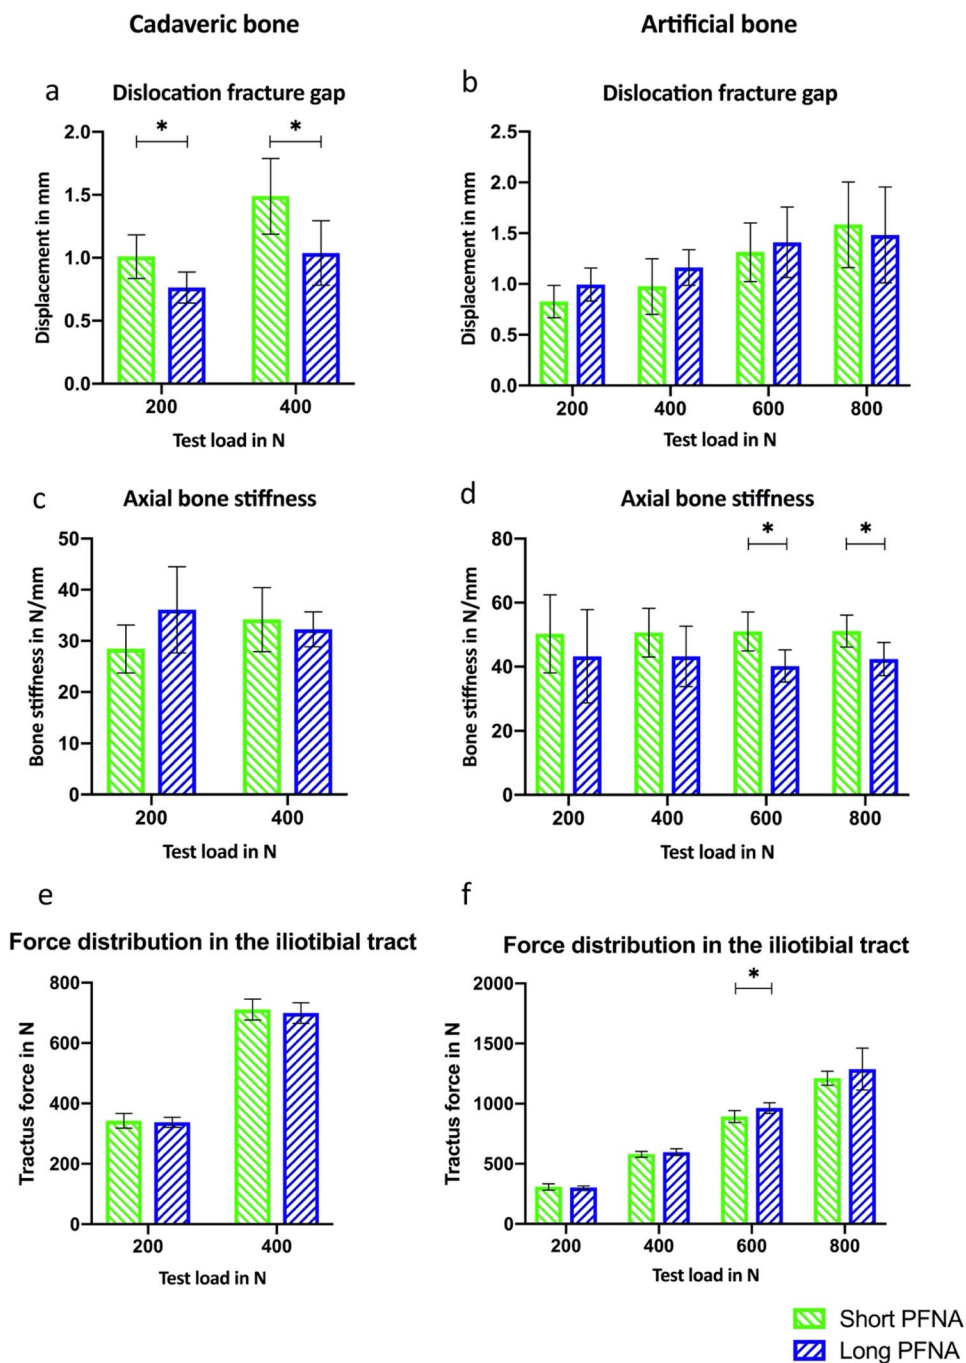 Cadaveric bone
Artificial bone
a
Dislocation fracture gap
*
*
2.0
1.5
1.0
0.5
0.0
Displacement in mm
200
400
Test load in N
b
Dislocation fracture gap
2.5
2.0
1.5
1.0
0.5
0.0
Displacement in mm
200
400
600
800
Test load in N
c
Axial bone stiffness
50
40
30
20
10
0
Bone stiffness in N/mm
200
400
Test load in N
d
Axial bone stiffness
*
*
80
60
40
20
0
Bone stiffness in N/mm
200
400
600
800
Test load in N
e
Force distribution in the iliotibial tract
800
600
400
200
0
Tractus force in N
200
400
Test load in N
f
Force distribution in the iliotibial tract
*
2000
1500
1000
500
0
Tractus force in N
200
400
600
800
Test load in N
Short PFNA
Long PFNA